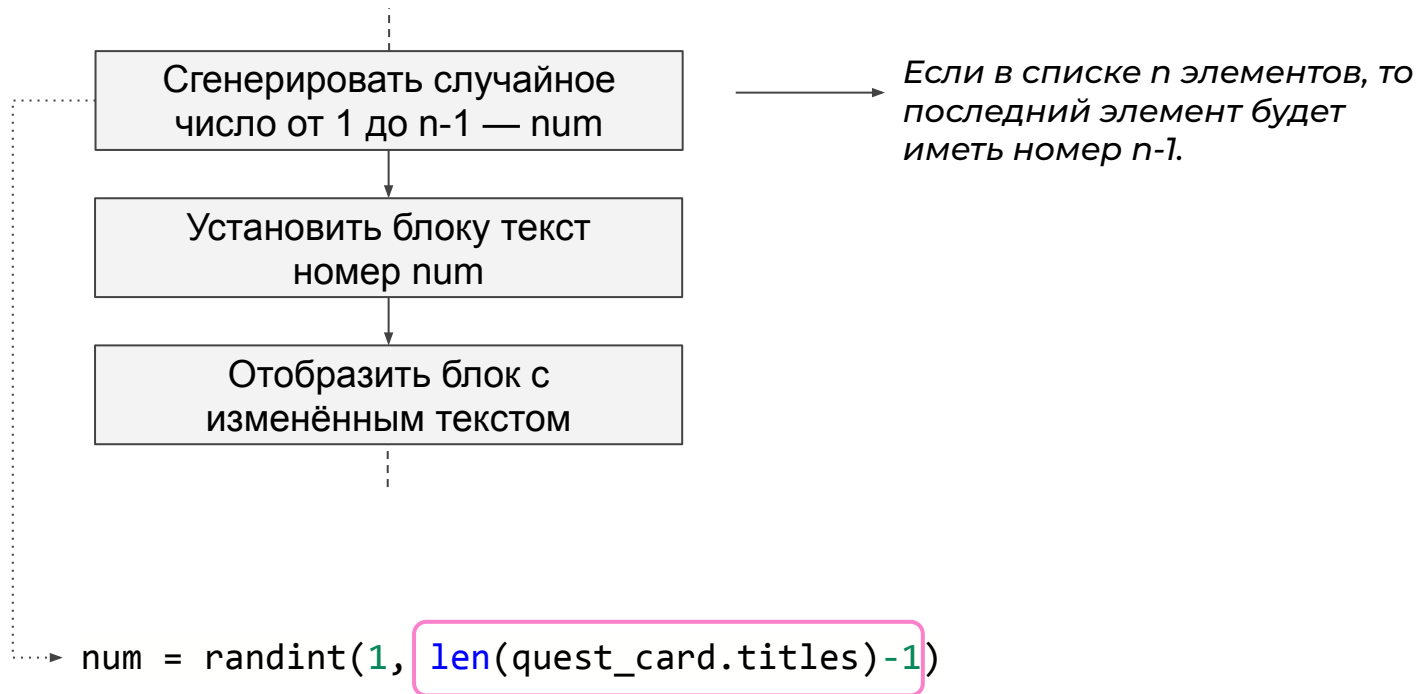 Сгенерировать случайное
число от 1 до n-1 — num
Если в списке n элементов, то
последний элемент будет
иметь номер n-1.
Установить блоку текст
номер num
Отобразить блок с
изменённым текстом
num = randint(1, len(quest_card.titles)-1)